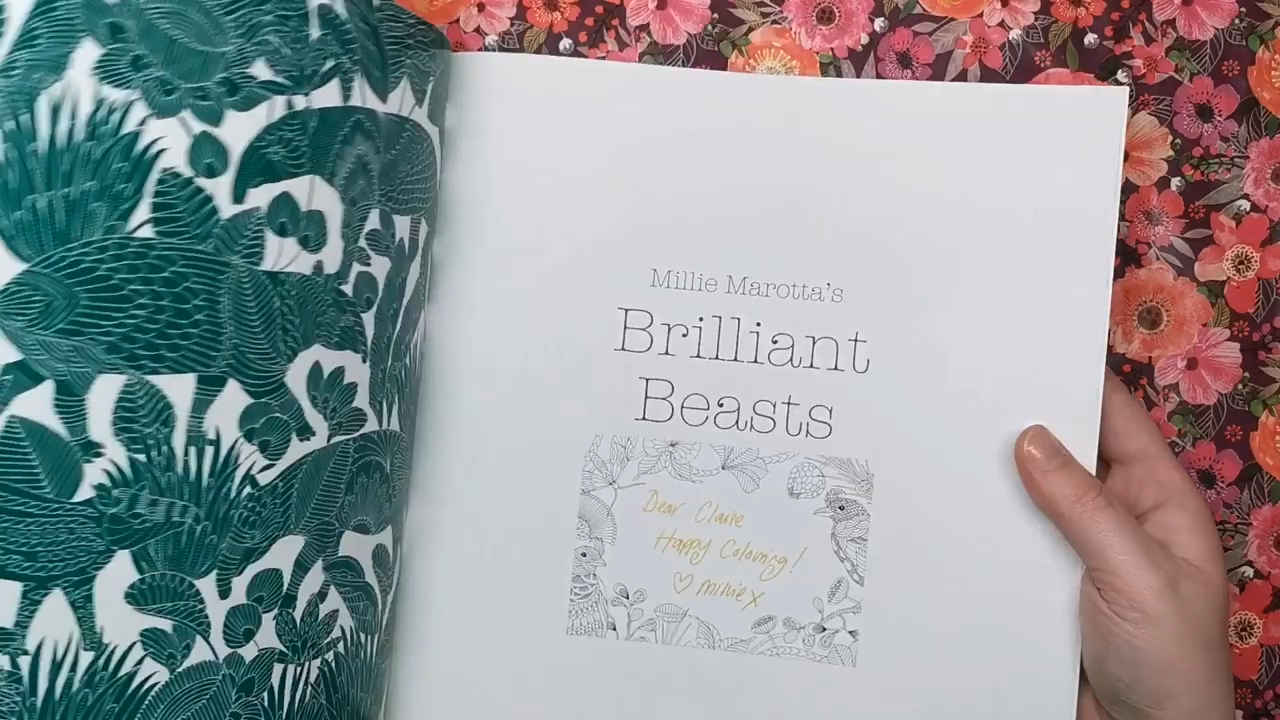 Millie Marotta's
Brilliant
Beasts
Dear Claire
Happy Colouring!
♡ millie x